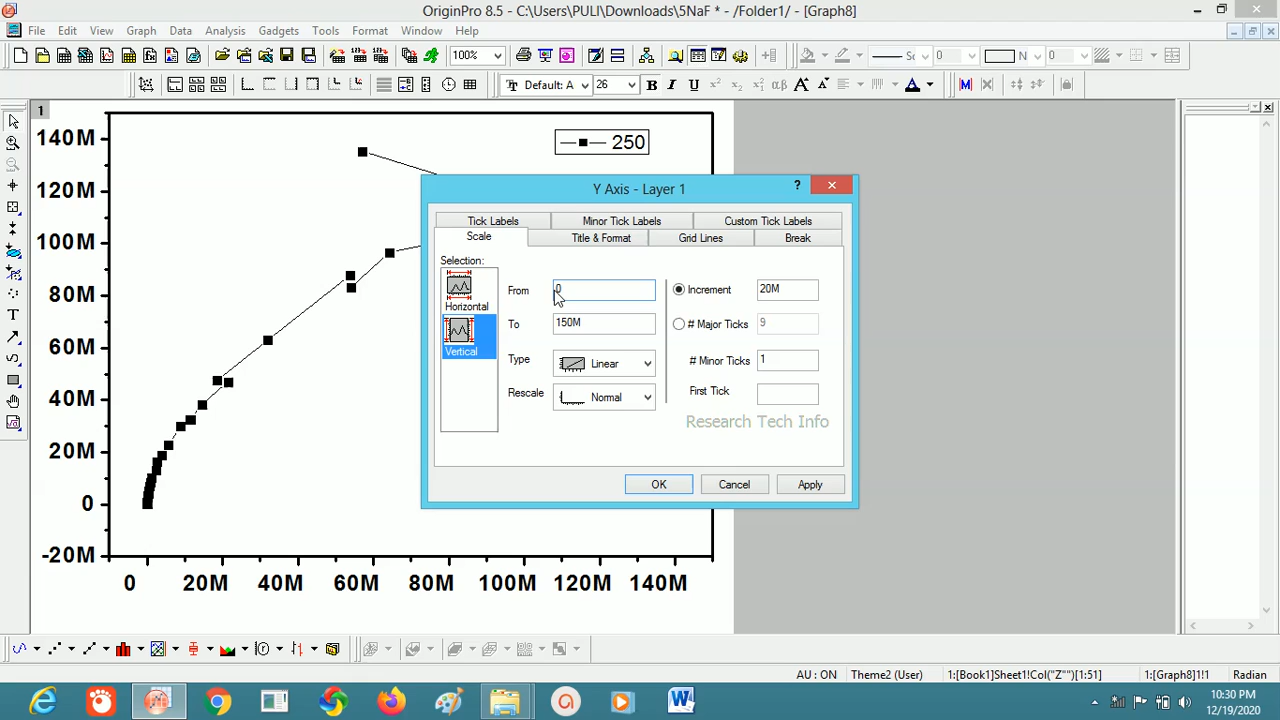 OriginPro 8.5 - C:\Users\PULI\Downloads\5NaF * - /Folder1/ - [Graph8]
File Edit View Graph Data Analysis Gadgets Tools Format Window Help
100%
Default: A 26 B I U
1
140M
120M
100M
80M
60M
40M
20M
0
-20M
0 20M 40M 60M 80M 100M 120M 140M
250
Y Axis - Layer 1
Tick Labels Minor Tick Labels Custom Tick Labels
Scale Title & Format Grid Lines Break
Selection:
Horizontal
Vertical
From 0
To 150M
Type Linear
Rescale Normal
Increment 20M
# Major Ticks 9
# Minor Ticks 1
First Tick
Research Tech Info
OK Cancel Apply
AU : ON Theme2 (User) 1:[Book1]Sheet1!Col("Z'''')[1:51] 1:[Graph8]1!1 Radian
10:30 PM
12/19/2020